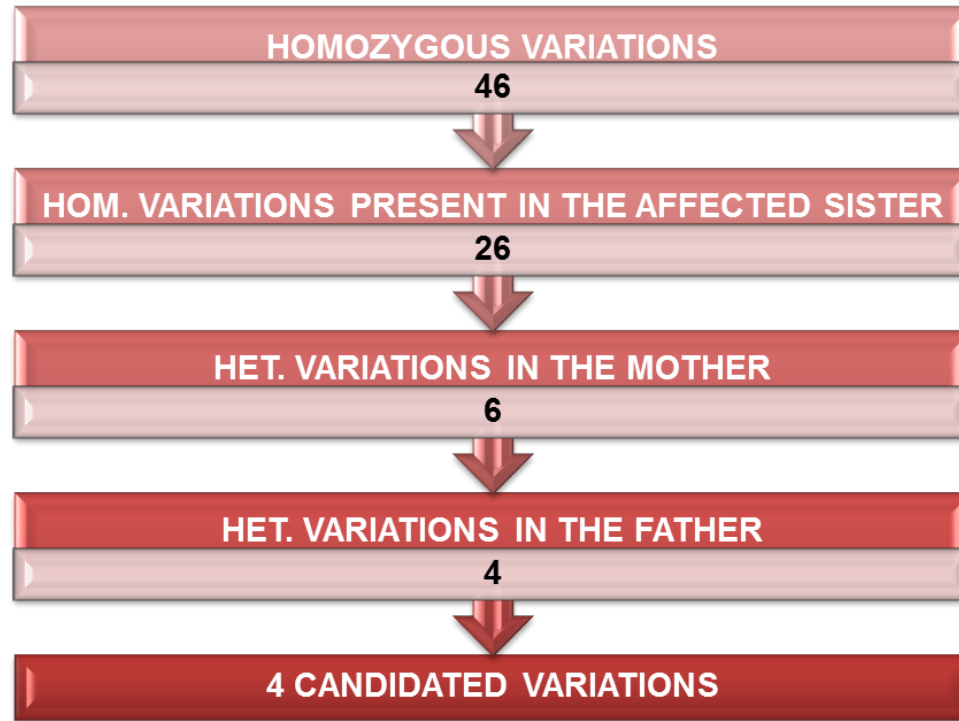 HOMOZYGOUS VARIATIONS
46
HOM. VARIATIONS PRESENT IN THE AFFECTED SISTER
26
HET. VARIATIONS IN THE MOTHER
6
HET. VARIATIONS IN THE FATHER
4
4 CANDIDATED VARIATIONS